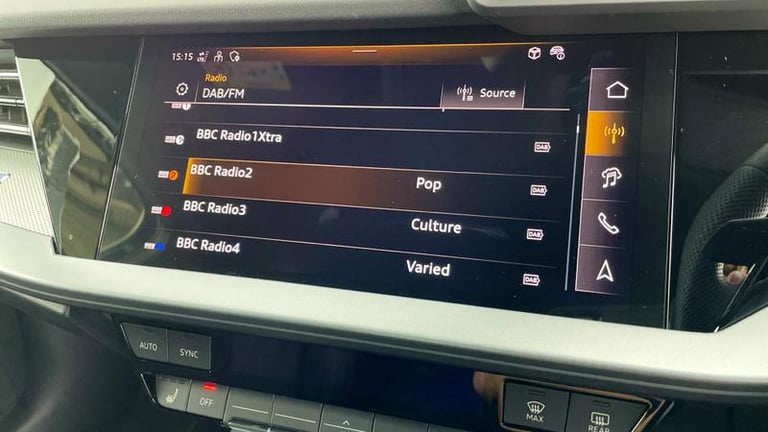 15:15
Radio
DAB/FM
Source
BBC Radio1Xtra
DAB
BBC Radio2
Pop
DAB
BBC Radio3
Culture
DAB
BBC Radio4
Varied
DAB
AUTO
SYNC
OFF
MAX
REAR